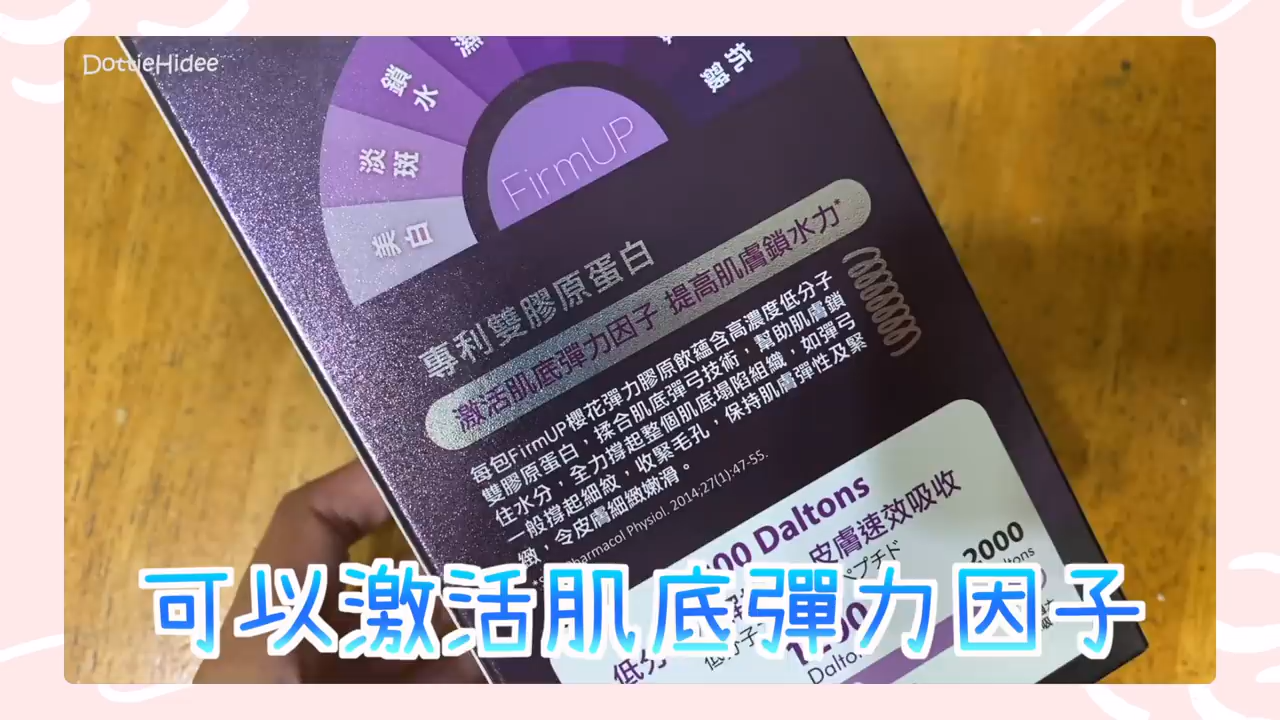 DottieHidee
鎖水
淡斑
美白
抗皺
FirmUP
專利雙膠原蛋白
激活肌底彈力因子 提高肌膚鎖水力*
每包FirmUP櫻花彈力膠原飲蘊含高濃度低分子
雙膠原蛋白，揉合肌底彈弓技術，幫助肌膚鎖
住水分，全力撐起整個肌底塌陷組織，如彈弓
一般撐起細紋，收緊毛孔，保持肌膚彈性及緊
緻，令皮膚細緻嫩滑。
Pharmacol Physiol. 2014;27(1):47-55.
Daltons
皮膚速效吸收
ペプチド
2000
可以激活肌底彈力因子